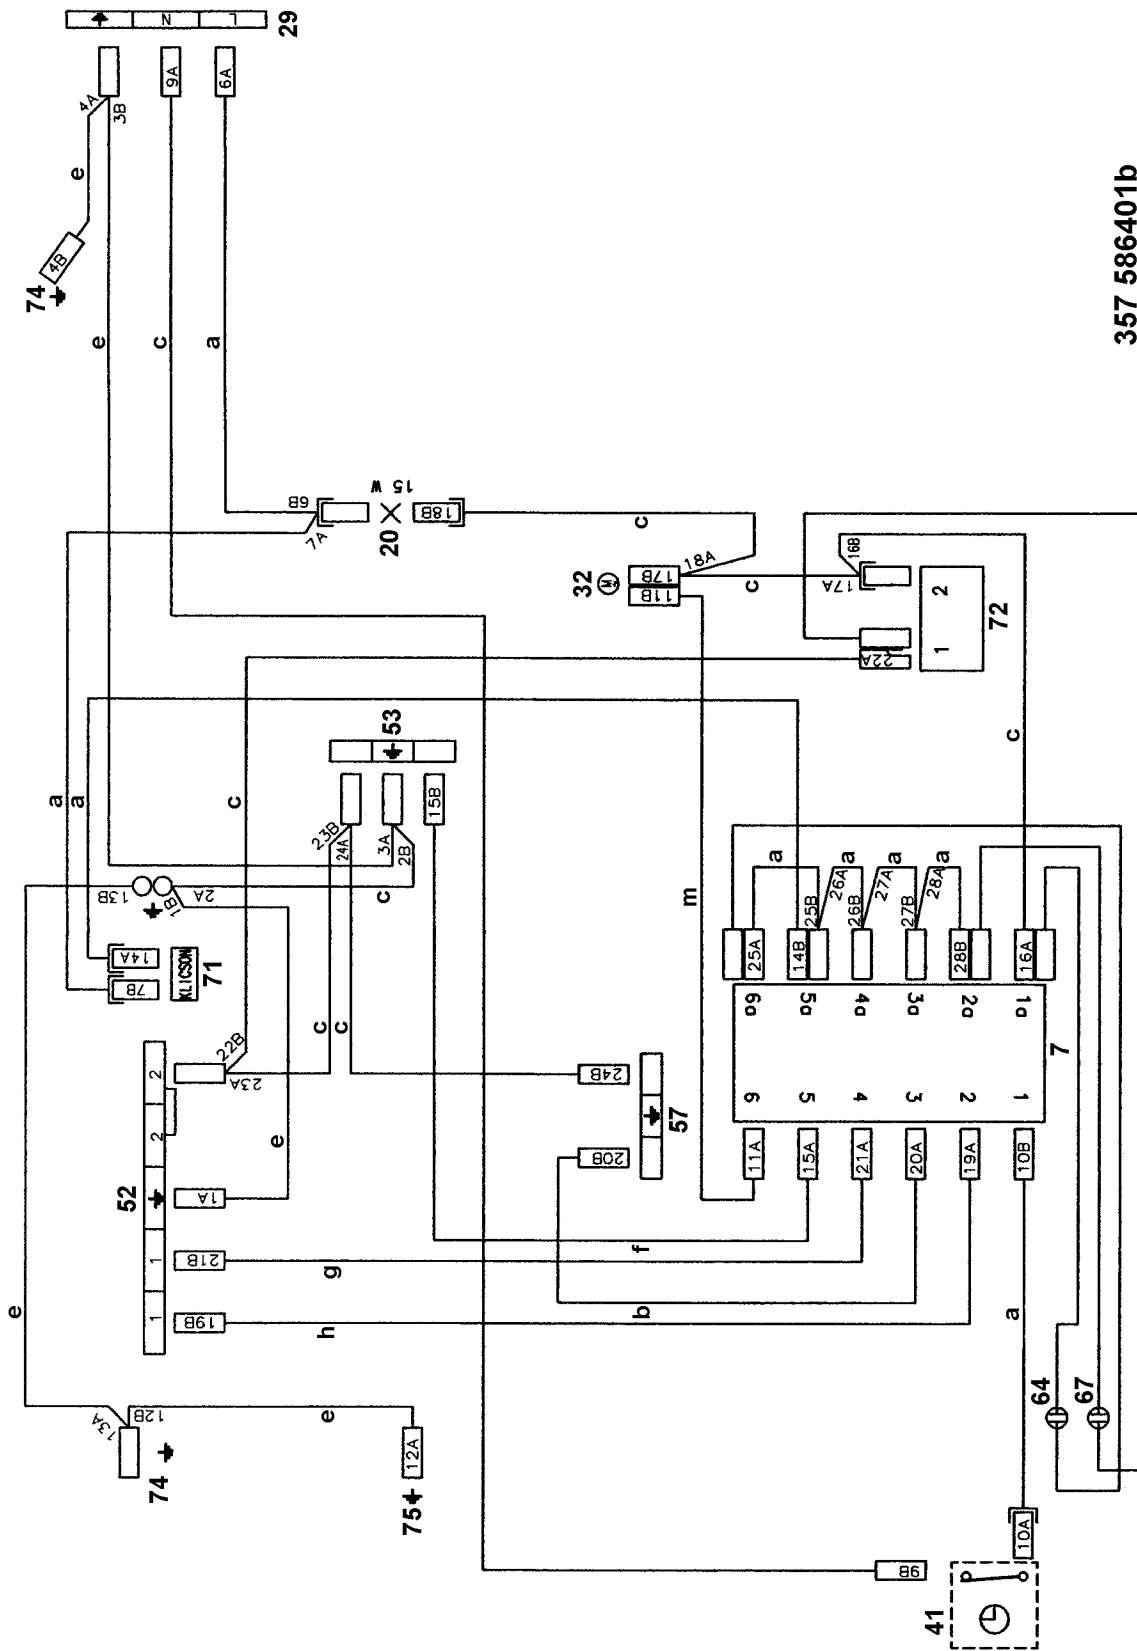 29
N
L
4A
3B
9A
6A
e
4B
74
e
c
a
6B
7A
15 W
20
18B
c
32
M
17B
11B
18A
c
17A
16B
72
1
2
22A
c
53
15B
23B
24A
3A
2B
c
c
a
a
13B
1B
2A
14A
7B
KLICSON
71
c
c
e
22B
23A
2
2
52
1
1
1A
21B
19B
24B
20B
57
m
f
g
b
h
a
a
a
a
25A
14B
25B
26A
26B
27A
27B
28A
28B
16A
6a
5a
4a
3a
2a
1a
7
6
5
4
3
2
1
11A
15A
21A
20A
19A
10B
a
64
67
e
13A
12B
74
e
12A
75
9B
10A
41
357 586401b